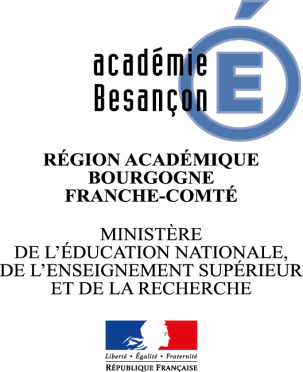 académie
Besançon
É
RÉGION ACADÉMIQUE
BOURGOGNE
FRANCHE-COMTÉ
MINISTÈRE
DE L'ÉDUCATION NATIONALE,
DE L'ENSEIGNEMENT SUPÉRIEUR
ET DE LA RECHERCHE
Liberté • Égalité • Fraternité
RÉPUBLIQUE FRANÇAISE